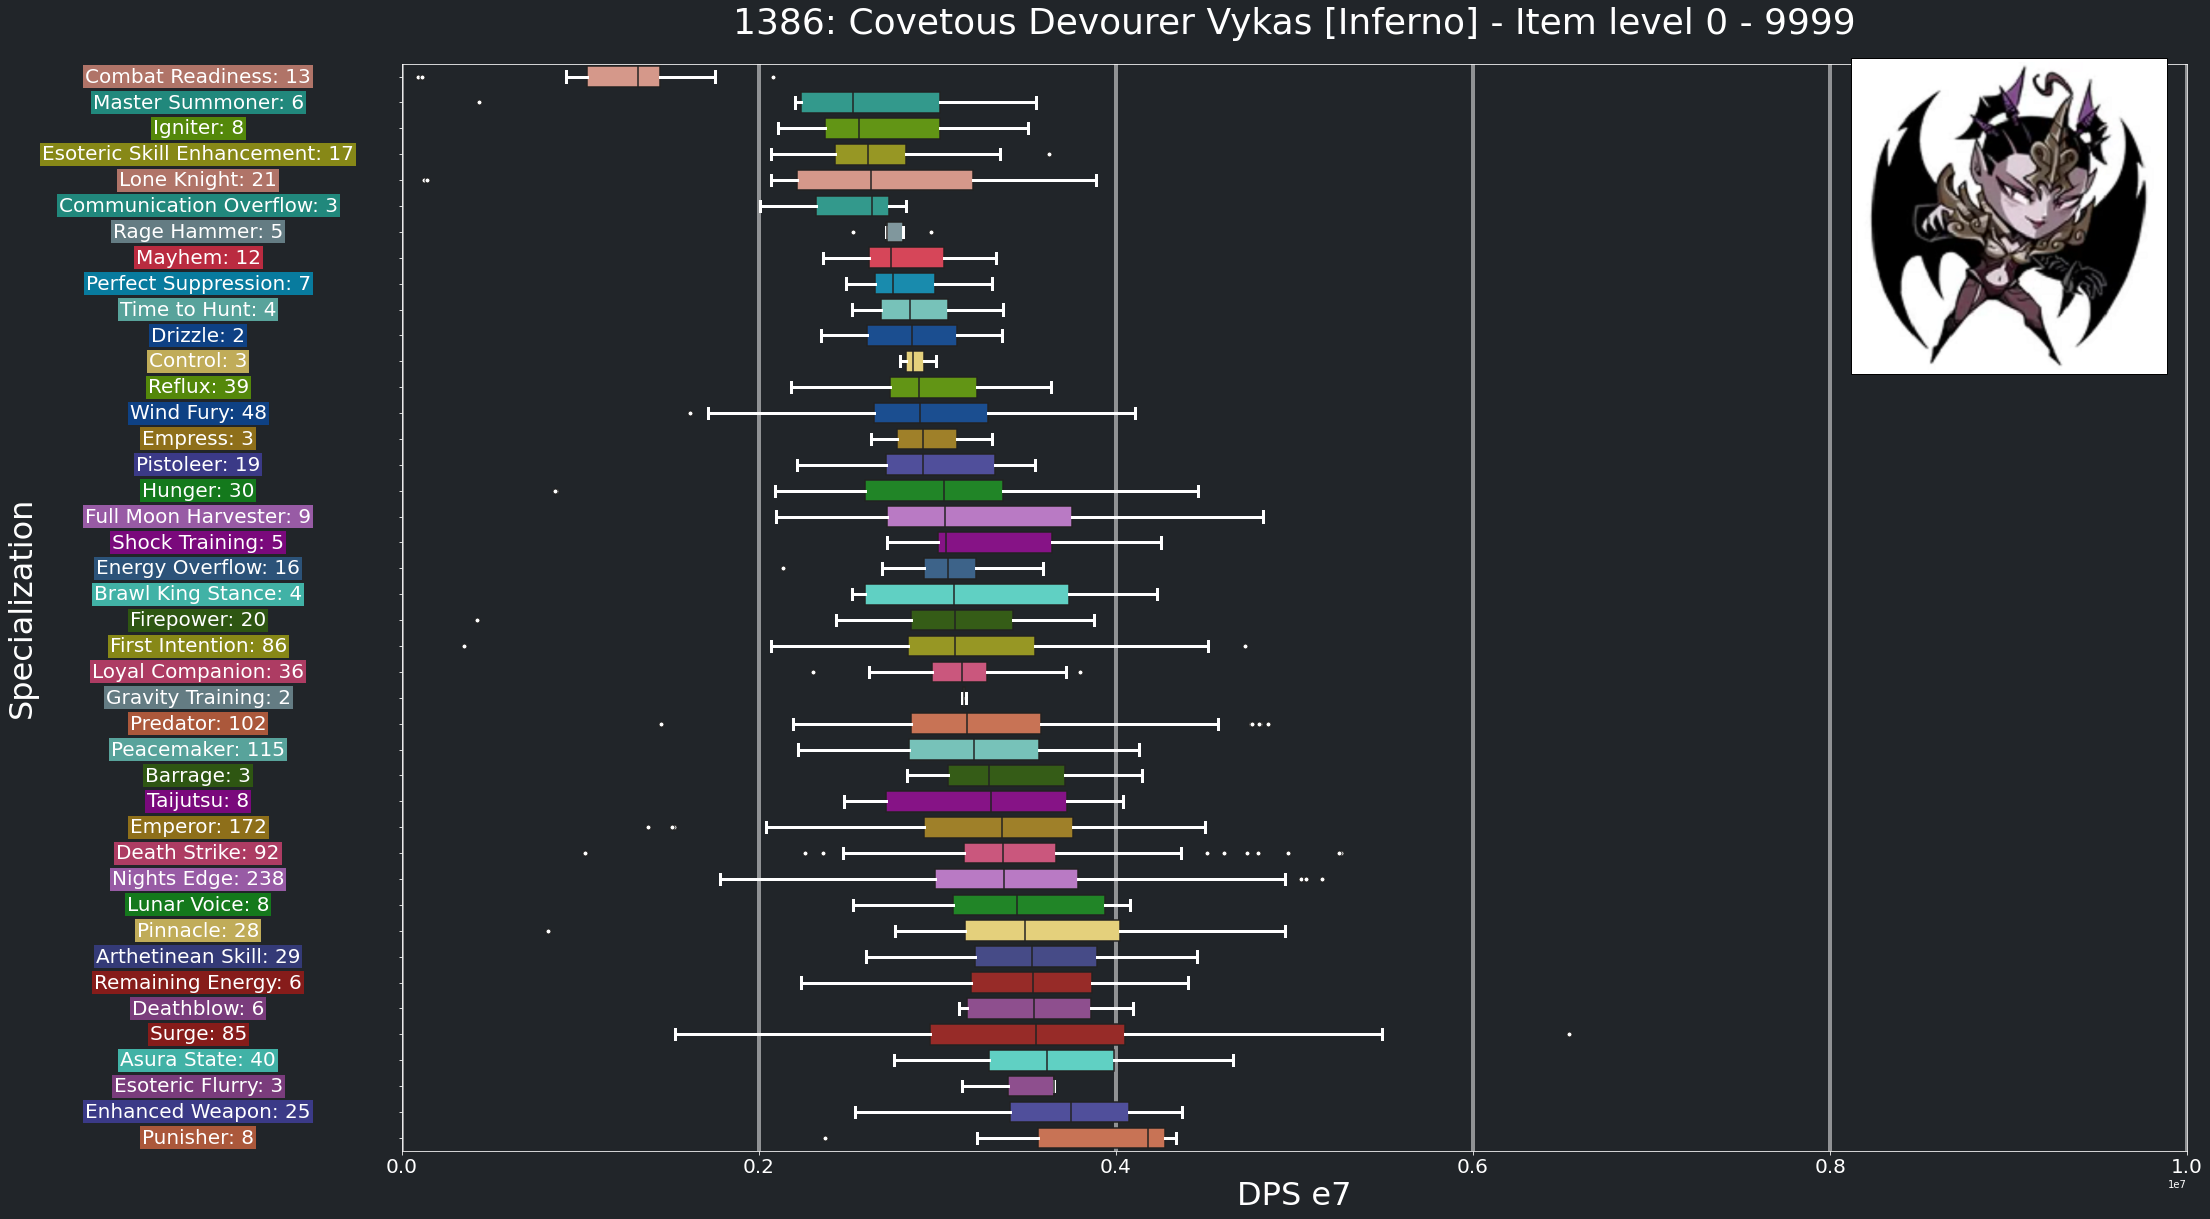 1386: Covetous Devourer Vykas [Inferno] - Item level 0 - 9999
Combat Readiness: 13
Master Summoner: 6
Igniter: 8
Esoteric Skill Enhancement: 17
Lone Knight: 21
Communication Overflow: 3
Rage Hammer: 5
Mayhem: 12
Perfect Suppression: 7
Time to Hunt: 4
Drizzle: 2
Control: 3
Reflux: 39
Wind Fury: 48
Empress: 3
Pistoleer: 19
Hunger: 30
Full Moon Harvester: 9
Shock Training: 5
Energy Overflow: 16
Brawl King Stance: 4
Firepower: 20
First Intention: 86
Loyal Companion: 36
Gravity Training: 2
Predator: 102
Peacemaker: 115
Barrage: 3
Taijutsu: 8
Emperor: 172
Death Strike: 92
Nights Edge: 238
Lunar Voice: 8
Pinnacle: 28
Arthetinean Skill: 29
Remaining Energy: 6
Deathblow: 6
Surge: 85
Asura State: 40
Esoteric Flurry: 3
Enhanced Weapon: 25
Punisher: 8
Specialization
0.0 0.2 0.4 0.6 0.8 1.0
1e7
DPS e7